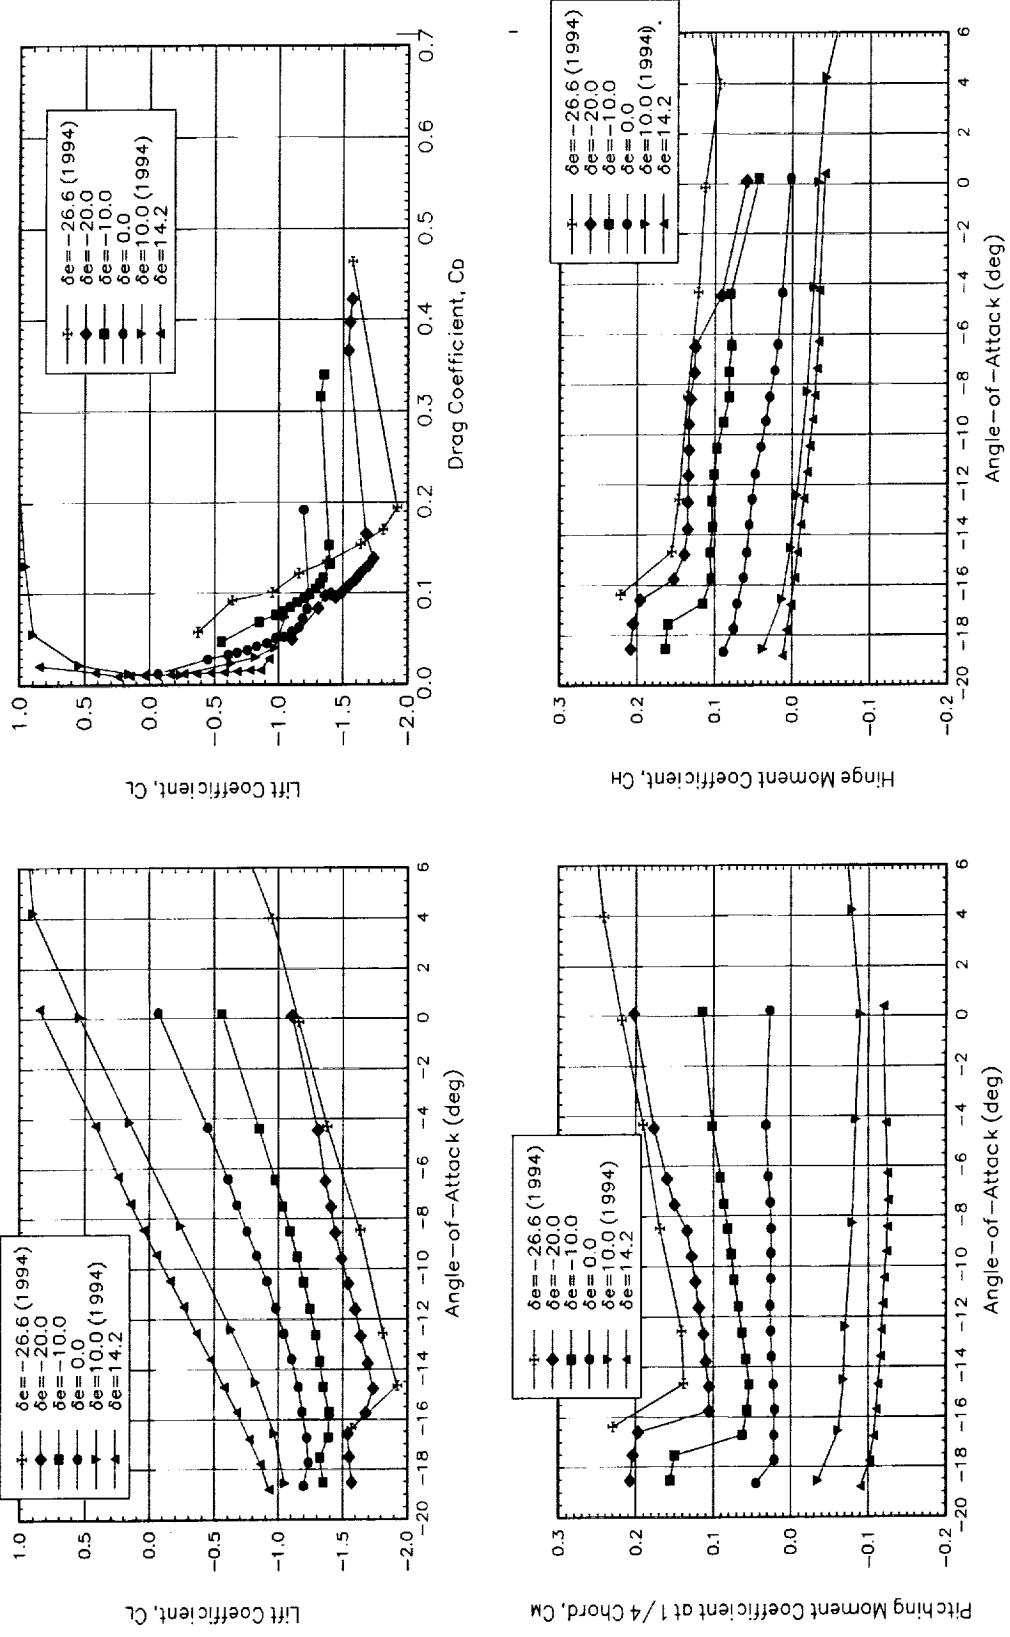 Lift Coefficient, CL
1.0
0.5
0.0
-0.5
-1.0
-1.5
-2.0
-20
-18
-16
-14
-12
-10
-8
-6
-4
-2
0
2
4
6
Angle-of-Attack (deg)
δe=-26.6 (1994)
δe=-20.0
δe=-10.0
δe=0.0
δe=10.0 (1994)
δe=14.2
Lift Coefficient, CL
1.0
0.5
0.0
-0.5
-1.0
-1.5
-2.0
0.0
0.1
0.2
0.3
0.4
0.5
0.6
0.7
Drag Coefficient, CD
δe=-26.6 (1994)
δe=-20.0
δe=-10.0
δe=0.0
δe=10.0 (1994)
δe=14.2
Pitching Moment Coefficient at 1/4 Chord, CM
0.3
0.2
0.1
0.0
-0.1
-0.2
-20
-18
-16
-14
-12
-10
-8
-6
-4
-2
0
2
4
6
Angle-of-Attack (deg)
δe=-26.6 (1994)
δe=-20.0
δe=-10.0
δe=0.0
δe=10.0 (1994)
δe=14.2
Hinge Moment Coefficient, CH
0.3
0.2
0.1
0.0
-0.1
-0.2
-20
-18
-16
-14
-12
-10
-8
-6
-4
-2
0
2
4
6
Angle-of-Attack (deg)
δe=-26.6 (1994)
δe=-20.0
δe=-10.0
δe=0.0
δe=10.0 (1994).
δe=14.2